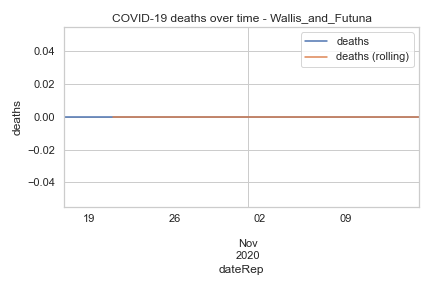 COVID-19 deaths over time - Wallis_and_Futuna
deaths
deaths (rolling)
0.04
0.02
0.00
−0.02
−0.04
deaths
19
26
02
09
Nov
2020
dateRep